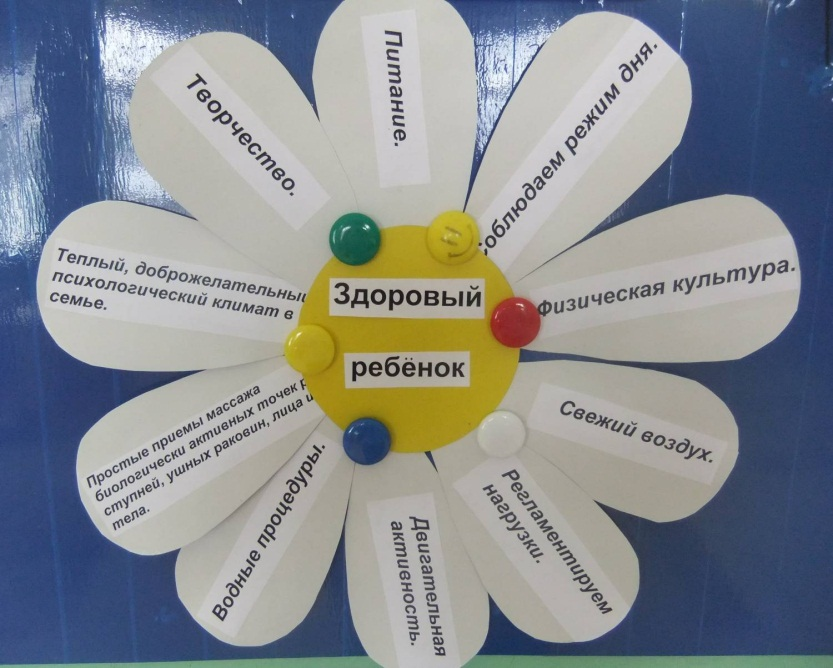 Здоровый
ребёнок
Питание.
Соблюдаем режим дня.
Физическая культура.
Свежий воздух.
Регламентируем
нагрузки.
Двигательная
активность.
Водные процедуры.
Простые приемы массажа
биологически активных точек
ступней, ушных раковин, лица
тела.
Теплый, доброжелательный
психологический климат в
семье.
Творчество.